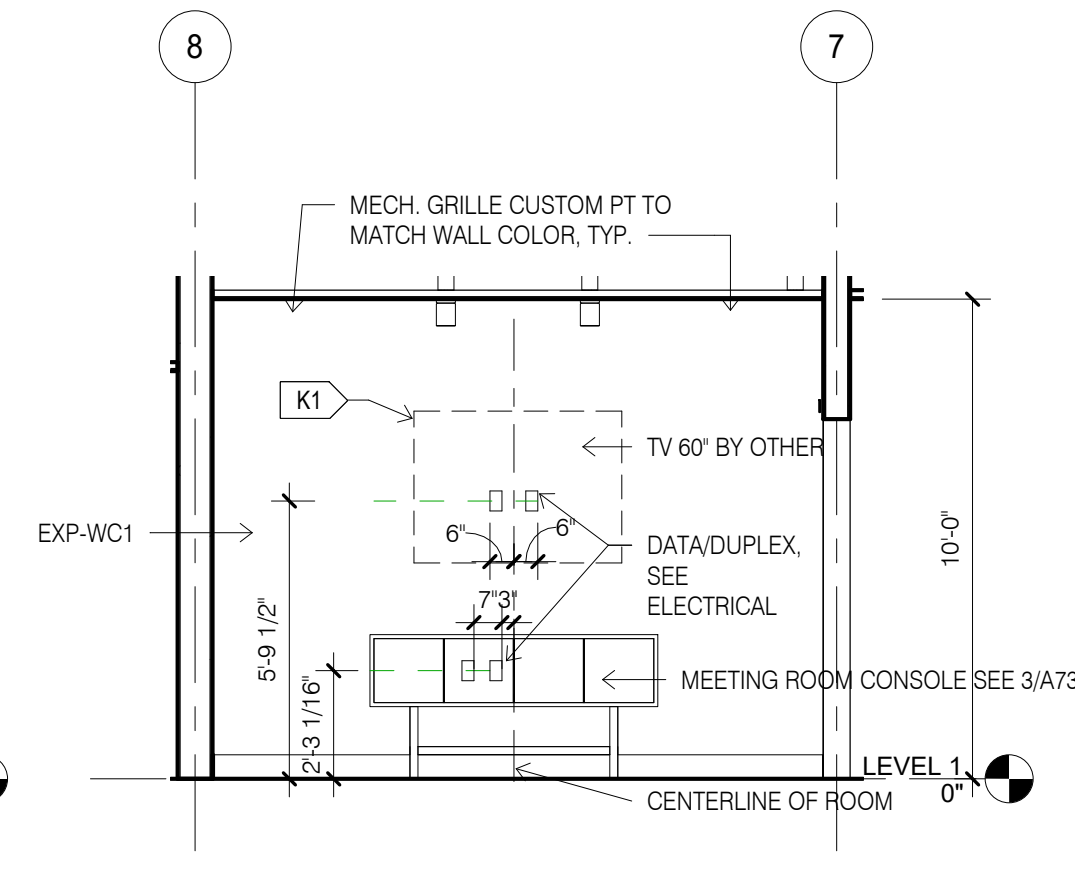 8
7
MECH. GRILLE CUSTOM PT TO
MATCH WALL COLOR, TYP.
K1
TV 60" BY OTHER
EXP-WC1
6"
6"
DATA/DUPLEX,
SEE
ELECTRICAL
10'-0"
5'-9 1/2"
7"
3"
2'-3 1/16"
MEETING ROOM CONSOLE SEE 3/A73
LEVEL 1
0"
CENTERLINE OF ROOM